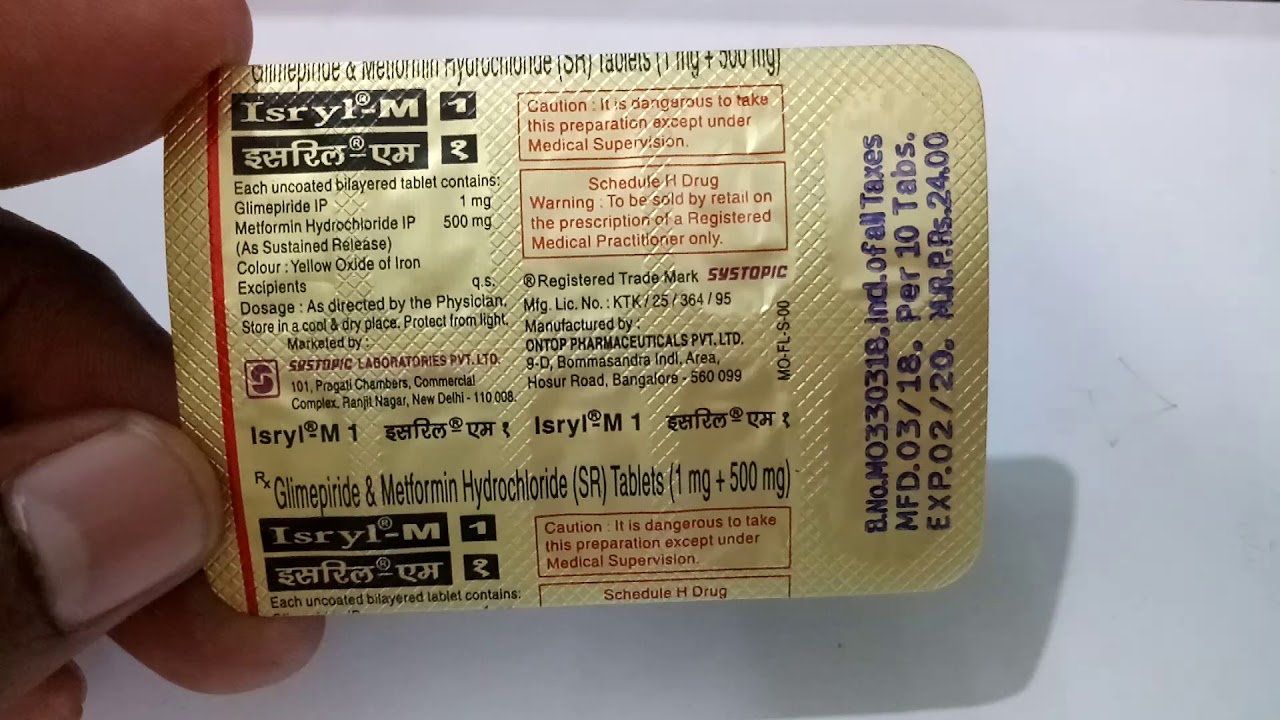 Glimepiride & Metformin Hydrochloride (SR) Tablets (1 mg + 500 mg)
Isryl®-M 1
इसरिल®-एम १
Each uncoated bilayered tablet contains:
Glimepiride IP 1 mg
Metformin Hydrochloride IP 500 mg
(As Sustained Release)
Colour : Yellow Oxide of Iron
Excipients q.s.
Dosage : As directed by the Physician.
Store in a cool & dry place. Protect from light.
Marketed by :
SYSTOPIC LABORATORIES PVT. LTD.
101, Pragati Chambers, Commercial
Complex, Ranjit Nagar, New Delhi - 110 008.
Caution : It is dangerous to take
this preparation except under
Medical Supervision.
Schedule H Drug
Warning : To be sold by retail on
the prescription of a Registered
Medical Practitioner only.
® Registered Trade Mark SYSTOPIC
Mfg. Lic. No. : KTK / 25 / 364 / 95
Manufactured by :
ONTOP PHARMACEUTICALS PVT. LTD.
9-D, Bommasandra Indl. Area,
Hosur Road, Bangalore - 560 099
MO-FL-S-00
Isryl®-M 1 इसरिल®-एम १ Isryl®-M 1 इसरिल®-एम १
Rx Glimepiride & Metformin Hydrochloride (SR) Tablets (1 mg + 500 mg)
Isryl®-M 1
इसरिल®-एम १
Each uncoated bilayered tablet contains:
Caution : It is dangerous to take
this preparation except under
Medical Supervision.
Schedule H Drug
B.No.MO330318. Incl.of all Taxes
MFD.03/18. Per 10 Tabs.
EXP.02/20. M.R.P.Rs.24.00